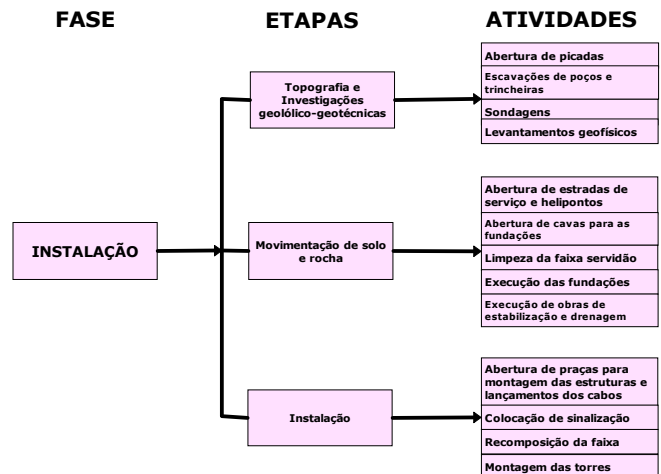 FASE
ETAPAS
ATIVIDADES
INSTALAÇÃO
Topografia e
Investigações
geolólico-geotécnicas
Abertura de picadas
Escavações de poços e
trincheiras
Sondagens
Levantamentos geofísicos
Movimentação de solo
e rocha
Abertura de estradas de
serviço e helipontos
Abertura de cavas para as
fundações
Limpeza da faixa servidão
Execução das fundações
Execução de obras de
estabilização e drenagem
Instalação
Abertura de praças para
montagem das estruturas e
lançamentos dos cabos
Colocação de sinalização
Recomposição da faixa
Montagem das torres